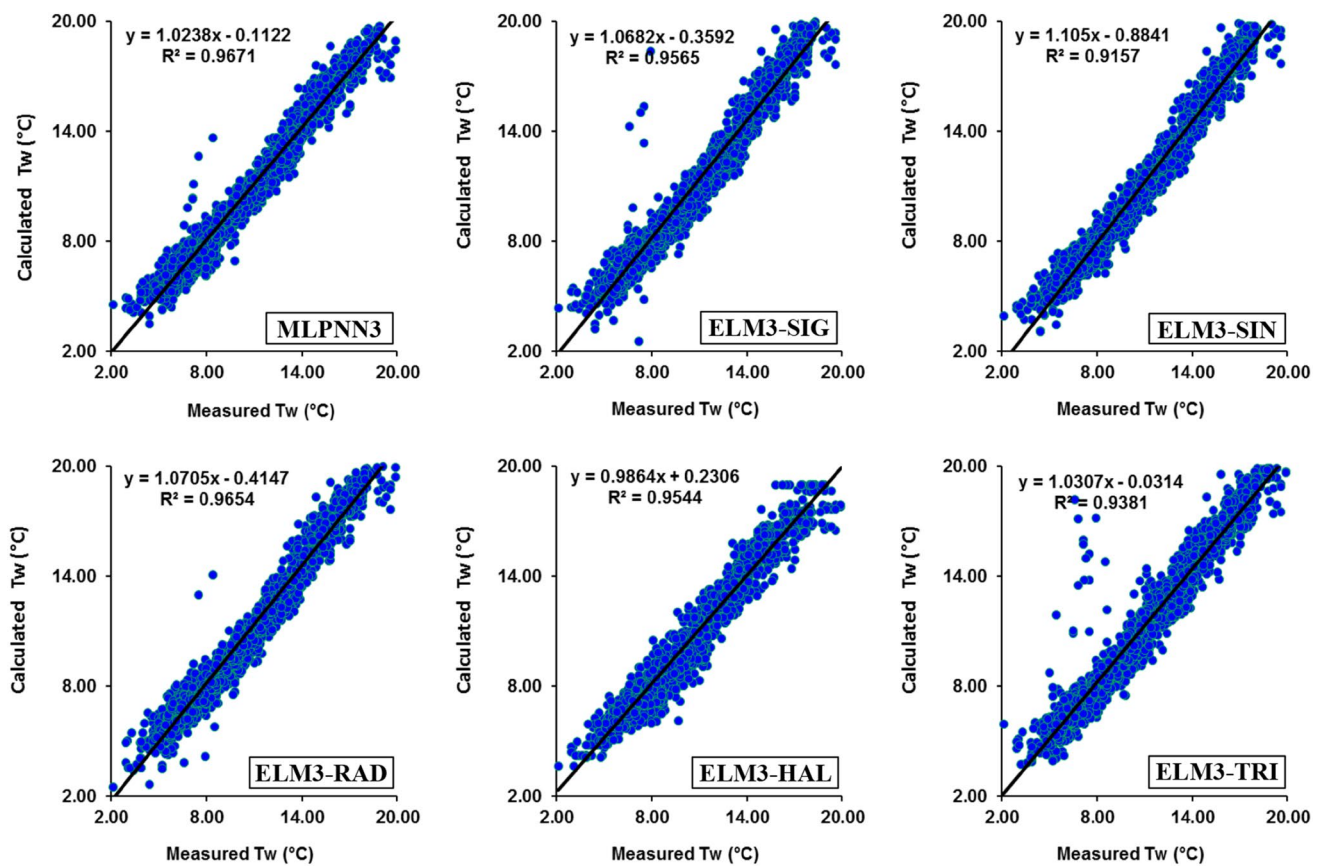 y = 1.0238x - 0.1122
R² = 0.9671
20.00
14.00
8.00
2.00
Calculated Tw (°C)
MLPNN3
2.00 8.00 14.00 20.00
Measured Tw (°C)
y = 1.0682x - 0.3592
R² = 0.9565
20.00
14.00
8.00
2.00
Calculated Tw (°C)
ELM3-SIG
2.00 8.00 14.00 20.00
Measured Tw (°C)
y = 1.105x - 0.8841
R² = 0.9157
20.00
14.00
8.00
2.00
Calculated Tw (°C)
ELM3-SIN
2.00 8.00 14.00 20.00
Measured Tw (°C)
y = 1.0705x - 0.4147
R² = 0.9654
20.00
14.00
8.00
2.00
Calculated Tw (°C)
ELM3-RAD
2.00 8.00 14.00 20.00
Measured Tw (°C)
y = 0.9864x + 0.2306
R² = 0.9544
20.00
14.00
8.00
2.00
Calculated Tw (°C)
ELM3-HAL
2.00 8.00 14.00 20.00
Measured Tw (°C)
y = 1.0307x - 0.0314
R² = 0.9381
20.00
14.00
8.00
2.00
Calculated Tw (°C)
ELM3-TRI
2.00 8.00 14.00 20.00
Measured Tw (°C)